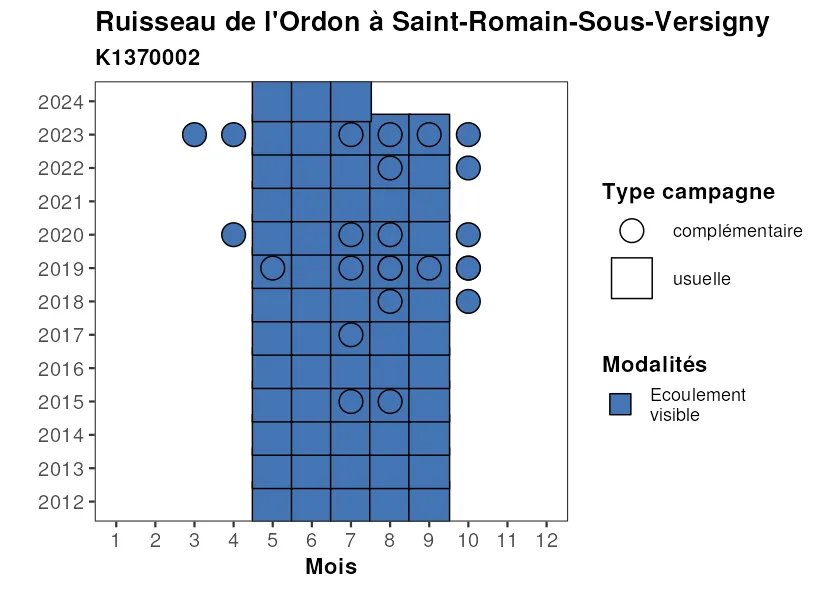 Ruisseau de l'Ordon à Saint-Romain-Sous-Versigny
K1370002
2024
2023
2022
2021
2020
2019
2018
2017
2016
2015
2014
2013
2012
1 2 3 4 5 6 7 8 9 10 11 12
Mois
Type campagne
complémentaire
usuelle
Modalités
Ecoulement
visible